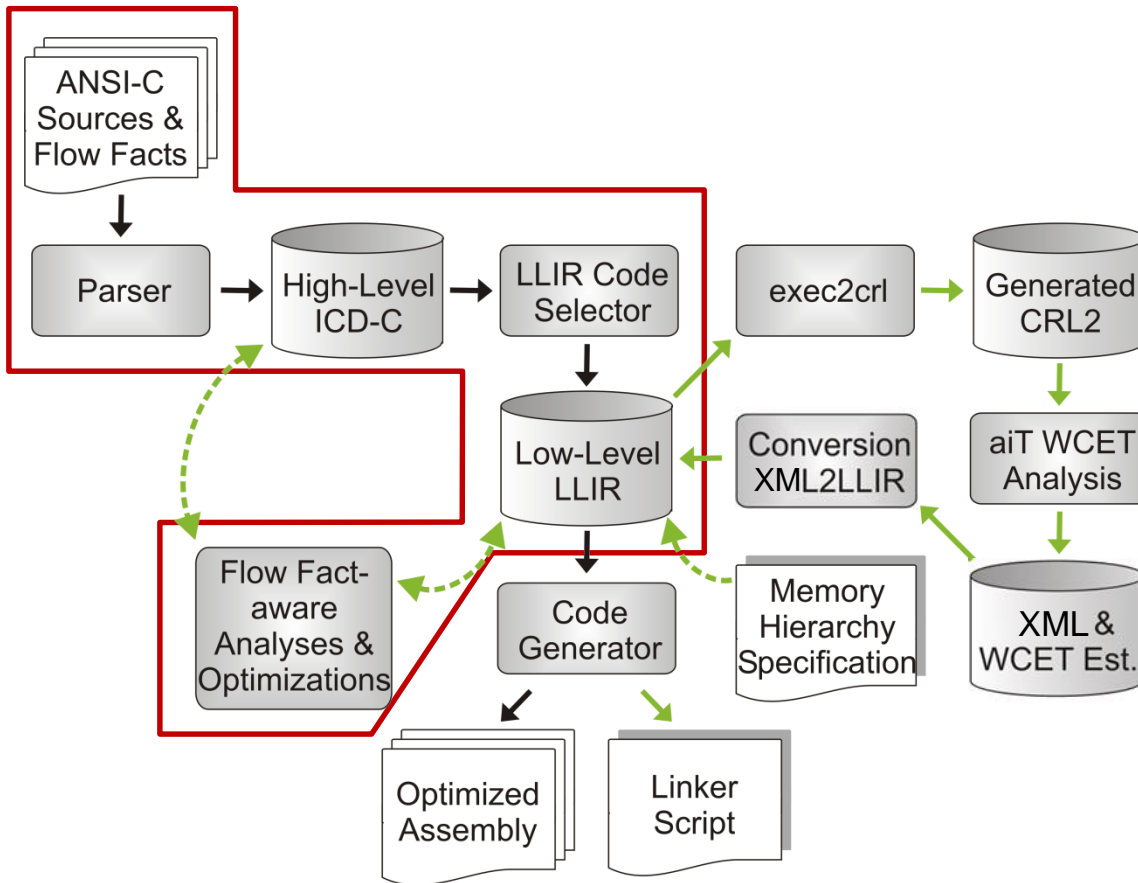 ANSI-C
Sources &
Flow Facts
Parser
High-Level
ICD-C
LLIR Code
Selector
exec2crl
Generated
CRL2
Low-Level
LLIR
Conversion
XML2LLIR
aiT WCET
Analysis
Flow Fact-
aware
Analyses &
Optimizations
Code
Generator
Memory
Hierarchy
Specification
XML &
WCET Est.
Optimized
Assembly
Linker
Script